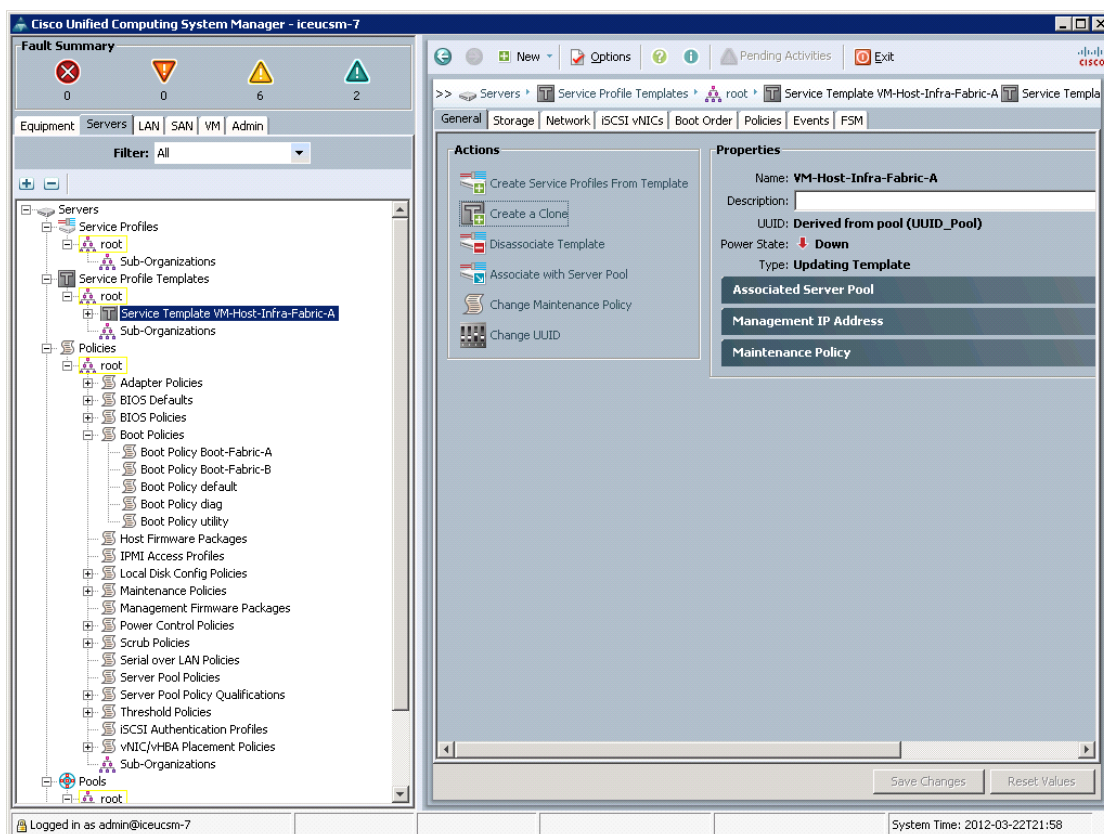 Cisco Unified Computing System Manager - iceucsm-7
Fault Summary
0 0 6 2
Equipment Servers LAN SAN VM Admin
Filter: All
Servers
Service Profiles
root
Sub-Organizations
Service Profile Templates
root
Service Template VM-Host-Infra-Fabric-A
Sub-Organizations
Policies
root
Adapter Policies
BIOS Defaults
BIOS Policies
Boot Policies
Boot Policy Boot-Fabric-A
Boot Policy Boot-Fabric-B
Boot Policy default
Boot Policy diag
Boot Policy utility
Host Firmware Packages
IPMI Access Profiles
Local Disk Config Policies
Maintenance Policies
Management Firmware Packages
Power Control Policies
Scrub Policies
Serial over LAN Policies
Server Pool Policies
Server Pool Policy Qualifications
Threshold Policies
iSCSI Authentication Profiles
vNIC/vHBA Placement Policies
Sub-Organizations
Pools
root
New Options Pending Activities Exit
CISCO
>> Servers Service Profile Templates root Service Template VM-Host-Infra-Fabric-A Service Templa
General Storage Network iSCSI vNICs Boot Order Policies Events FSM
Actions
Create Service Profiles From Template
Create a Clone
Disassociate Template
Associate with Server Pool
Change Maintenance Policy
Change UUID
Properties
Name: VM-Host-Infra-Fabric-A
Description:
UUID: Derived from pool (UUID_Pool)
Power State: Down
Type: Updating Template
Associated Server Pool
Management IP Address
Maintenance Policy
Save Changes Reset Values
Logged in as admin@iceucsm-7
System Time: 2012-03-22T21:58